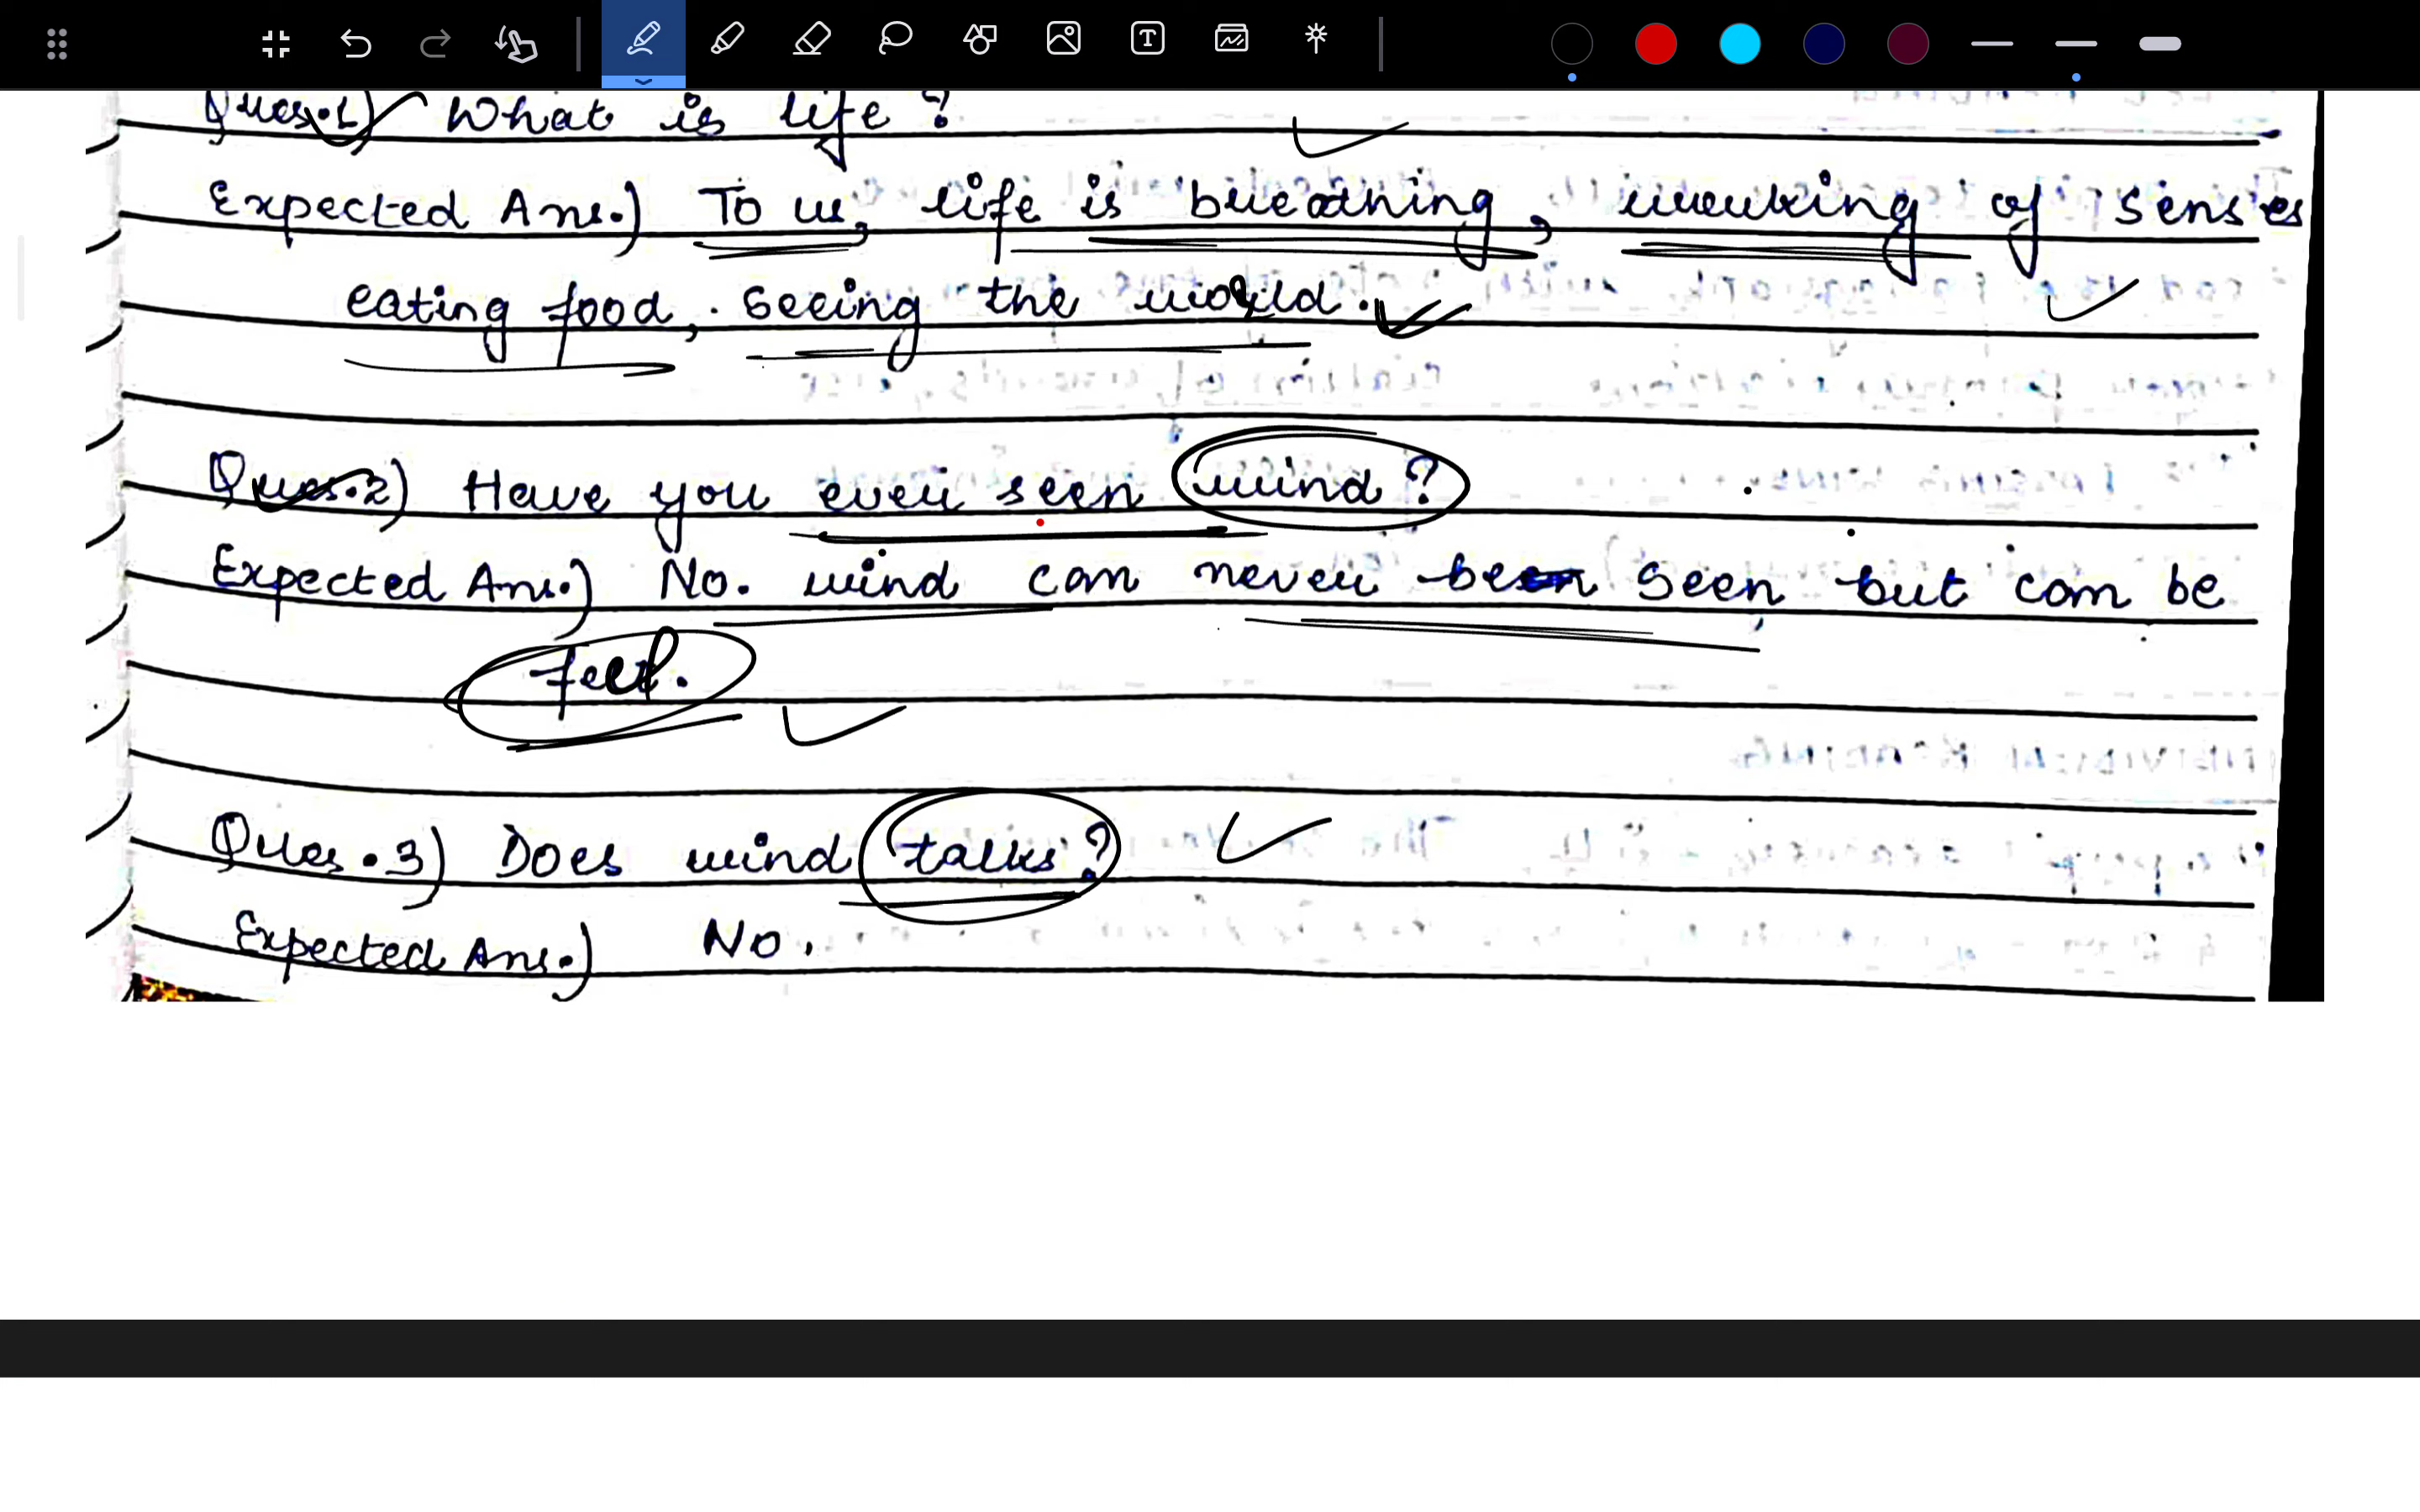 Ques.1) What is life ?
Expected Ans.) To us, life is breathing, working of senses
eating food, . seeing the world.
Ques.2) Have you ever seen wind ?
Expected Ans.) No. wind can never be seen but can be
feel.
Ques.3) Does wind talks ?
Expected Ans.) No.